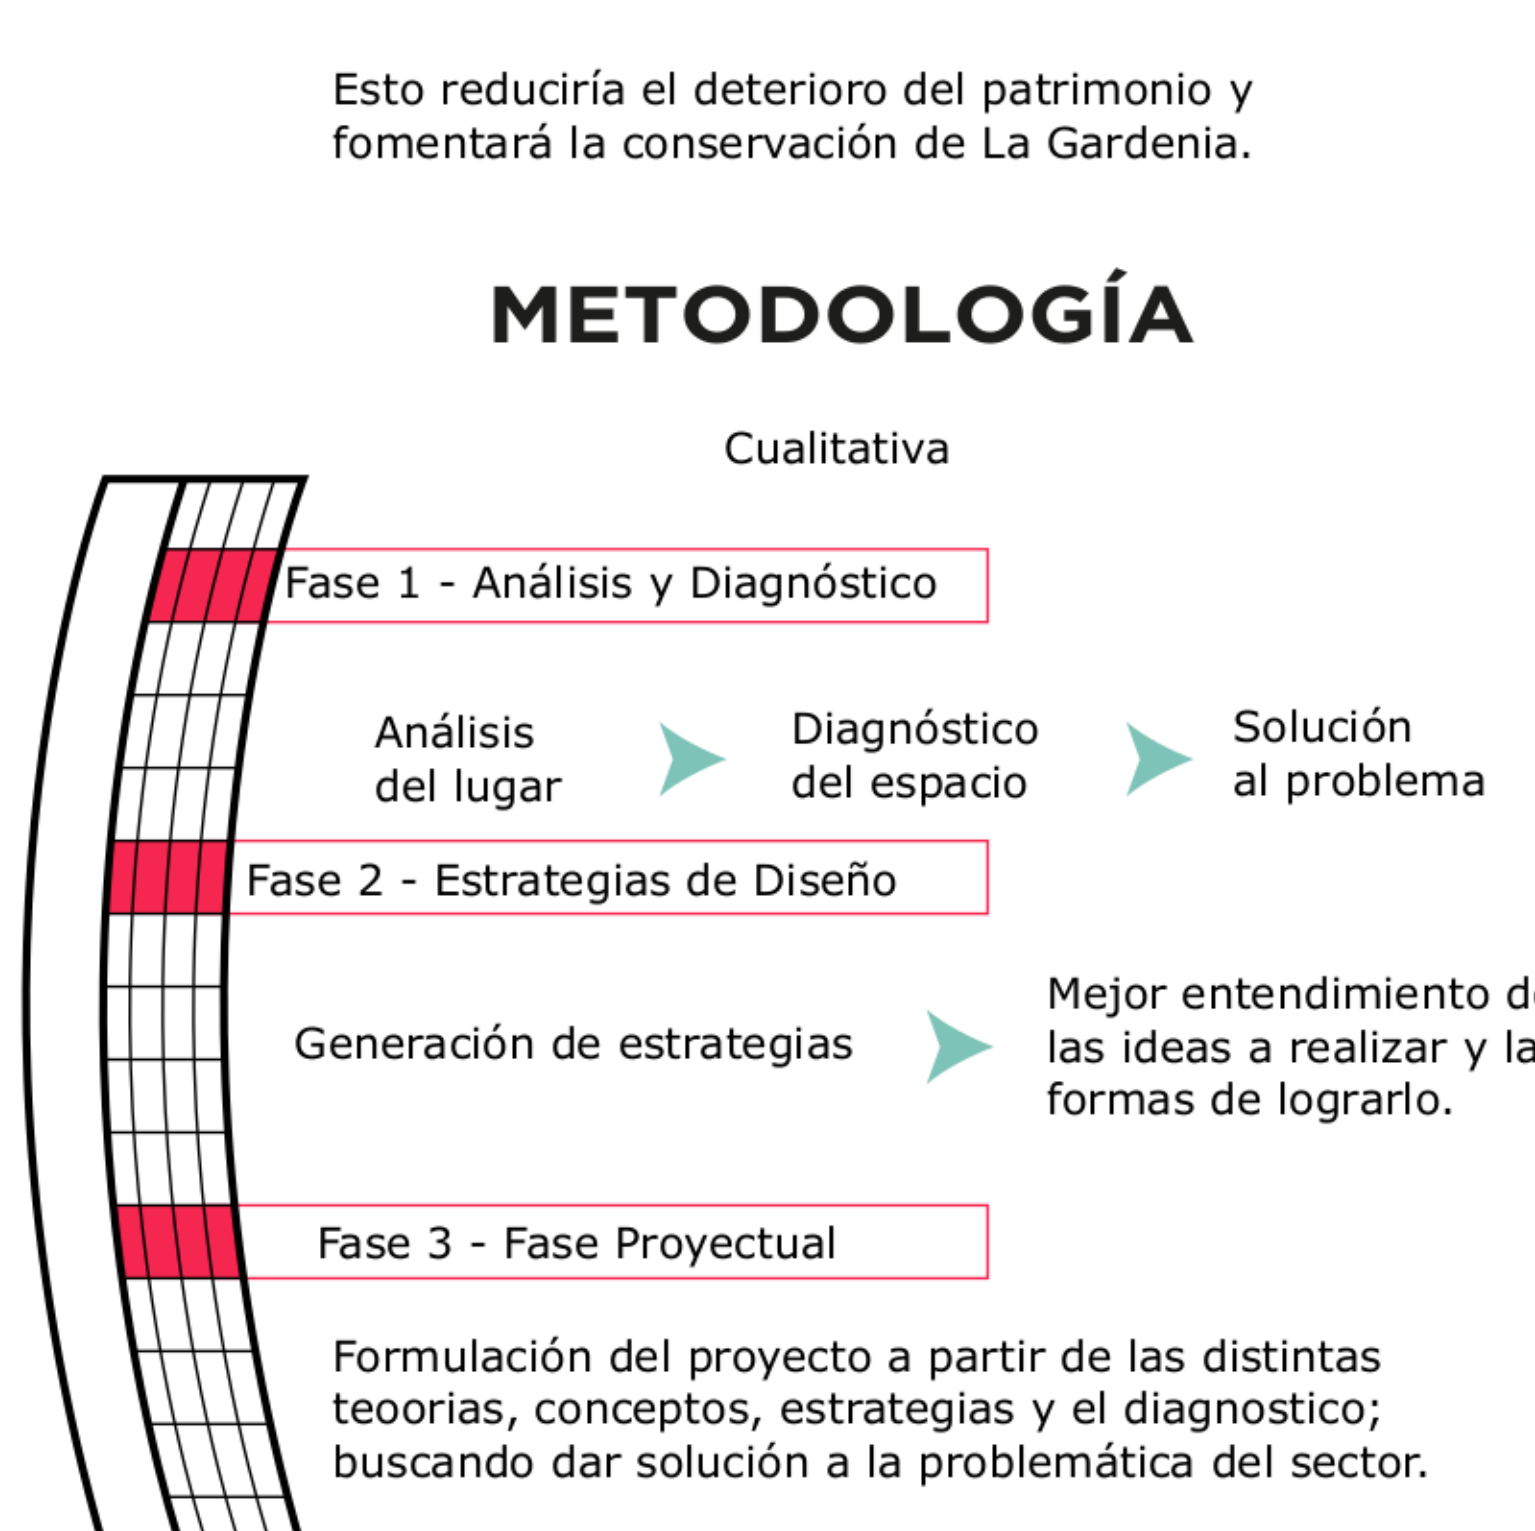 Esto reduciría el deterioro del patrimonio y
fomentará la conservación de La Gardenia.
METODOLOGÍA
Cualitativa
Fase 1 - Análisis y Diagnóstico
Análisis
del lugar
Diagnóstico
del espacio
Solución
al problema
Fase 2 - Estrategias de Diseño
Generación de estrategias
Mejor entendimiento
las ideas a realizar y
formas de lograrlo.
Fase 3 - Fase Proyectual
Formulación del proyecto a partir de las distintas
teoorias, conceptos, estrategias y el diagnostico;
buscando dar solución a la problemática del sector.